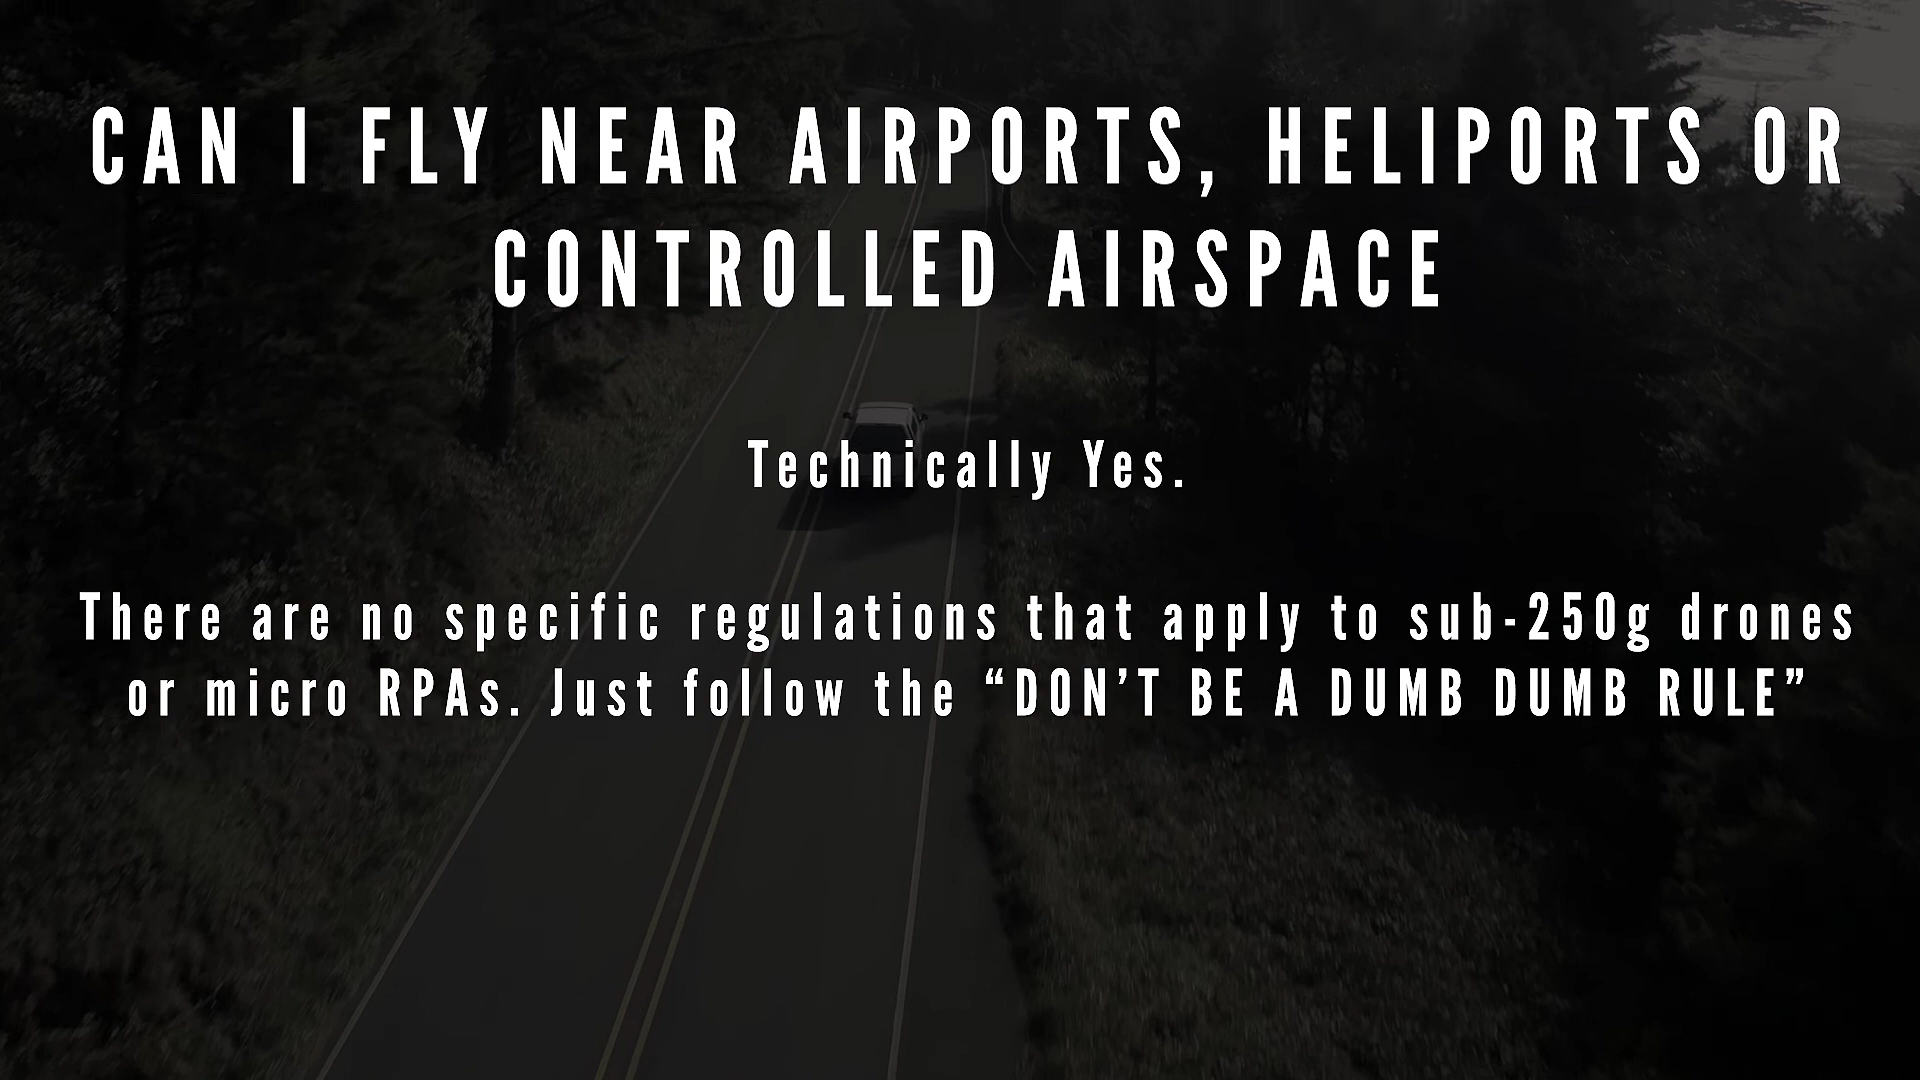 CAN I FLY NEAR AIRPORTS, HELIPORTS OR
CONTROLLED AIRSPACE
Technically Yes.
There are no specific regulations that apply to sub-250g drones
or micro RPAs. Just follow the “DON’T BE A DUMB DUMB RULE”